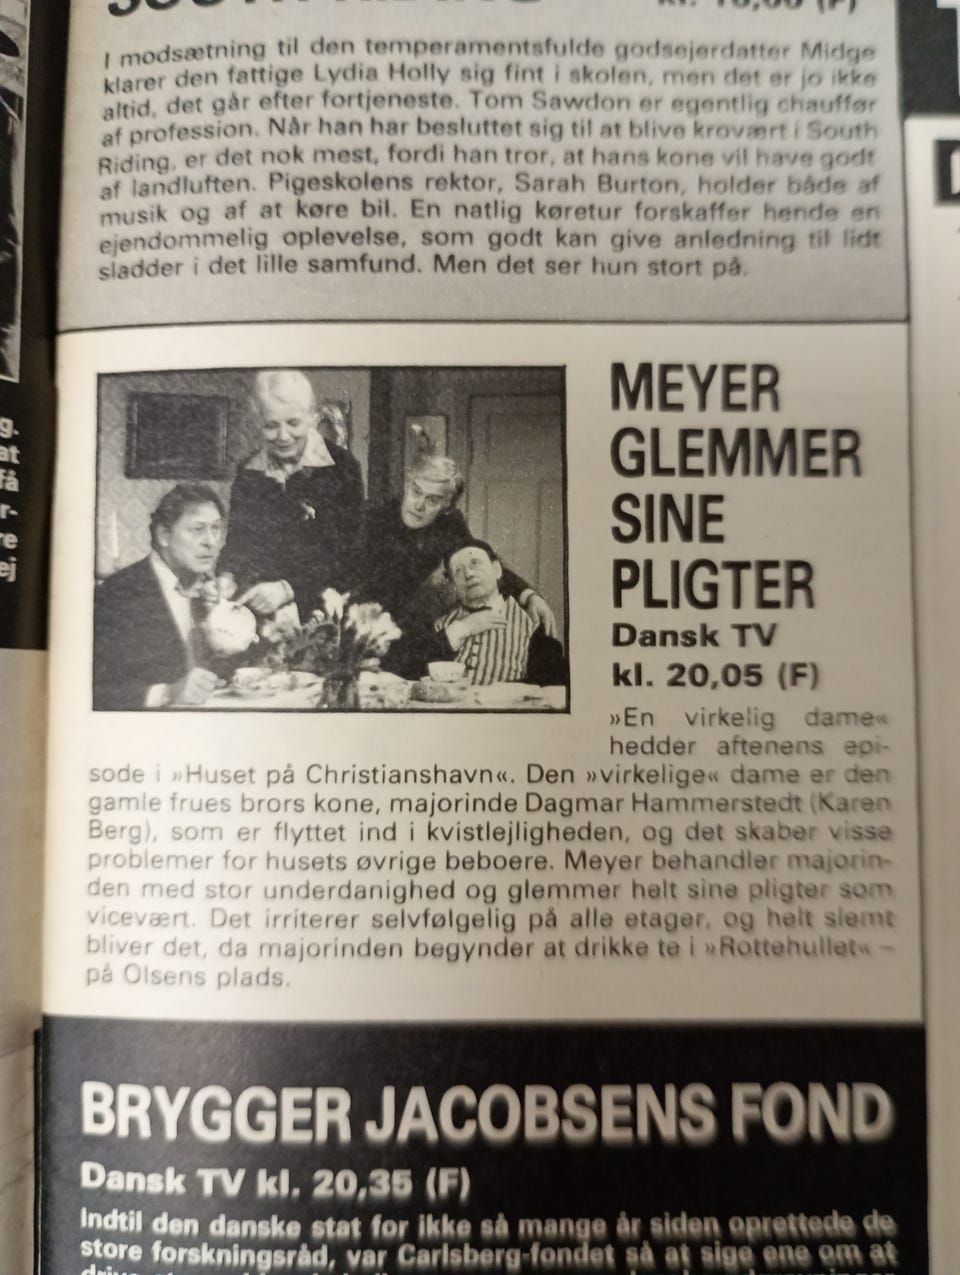 I modsætning til den temperamentsfulde godsejerdatter Midge
klarer den fattige Lydia Holly sig fint i skolen, men det er jo ikke
altid, det går efter fortjeneste. Tom Sawdon er egentlig chauffør
af profession. Når han har besluttet sig til at blive krovært i South
Riding, er det nok mest, fordi han tror, at hans kone vil have godt
af landluften. Pigeskolens rektor, Sarah Burton, holder både af
musik og af at køre bil. En natlig køretur forskaffer hende en
ejendommelig oplevelse, som godt kan give anledning til lidt
sladder i det lille samfund. Men det ser hun stort på.
MEYER
GLEMMER
SINE
PLIGTER
Dansk TV
kl. 20,05 (F)
»En virkelig dame«
hedder aftenens epi-
sode i »Huset på Christianshavn«. Den »virkelige« dame er den
gamle frues brors kone, majorinde Dagmar Hammerstedt (Karen
Berg), som er flyttet ind i kvistlejligheden, og det skaber visse
problemer for husets øvrige beboere. Meyer behandler majorin-
den med stor underdanighed og glemmer helt sine pligter som
vicevært. Det irriterer selvfølgelig på alle etager, og helt slemt
bliver det, da majorinden begynder at drikke te i »Rottehullet« –
på Olsens plads.
BRYGGER JACOBSENS FOND
Dansk TV kl. 20,35 (F)
Indtil den danske stat for ikke så mange år siden oprettede de
store forskningsråd, var Carlsberg-fondet så at sige ene om at